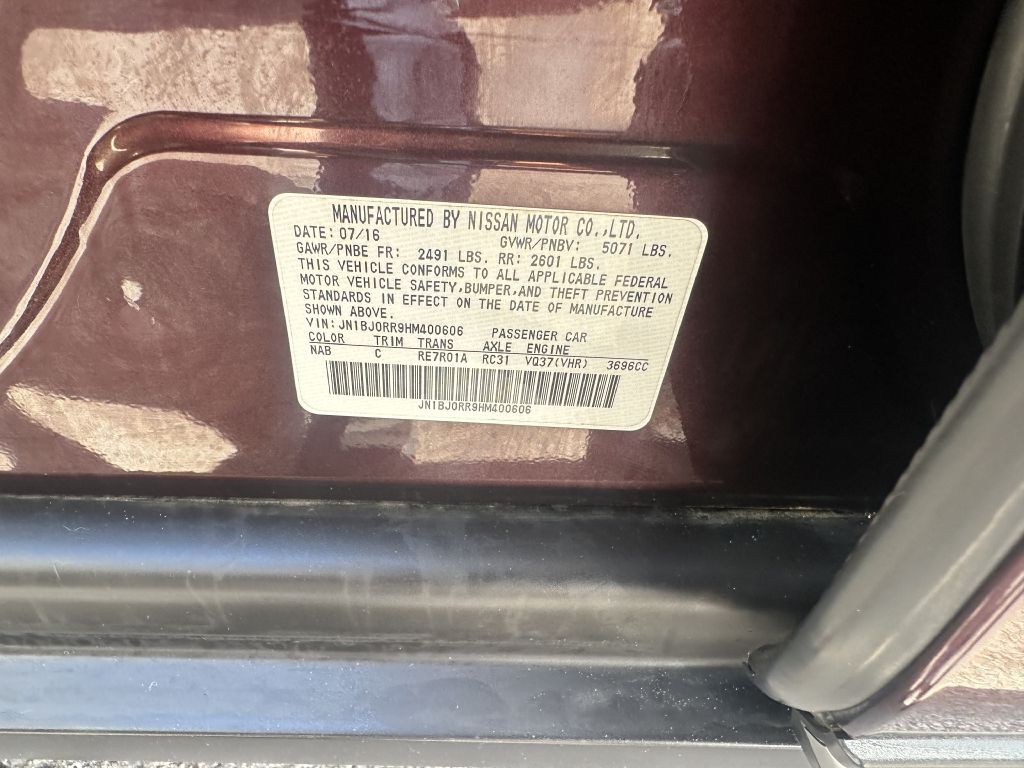 MANUFACTURED BY NISSAN MOTOR CO.,LTD.
DATE: 07/16 GVWR/PNBV: 5071 LBS.
GAWR/PNBE FR: 2491 LBS. RR: 2601 LBS.
THIS VEHICLE CONFORMS TO ALL APPLICABLE FEDERAL
MOTOR VEHICLE SAFETY,BUMPER,AND THEFT PREVENTION
STANDARDS IN EFFECT ON THE DATE OF MANUFACTURE
SHOWN ABOVE.
VIN: JN1BJ0RR9HM400606 PASSENGER CAR
COLOR TRIM TRANS AXLE ENGINE
NAB C RE7R01A RC31 VQ37(VHR) 3696CC
JN1BJ0RR9HM400606